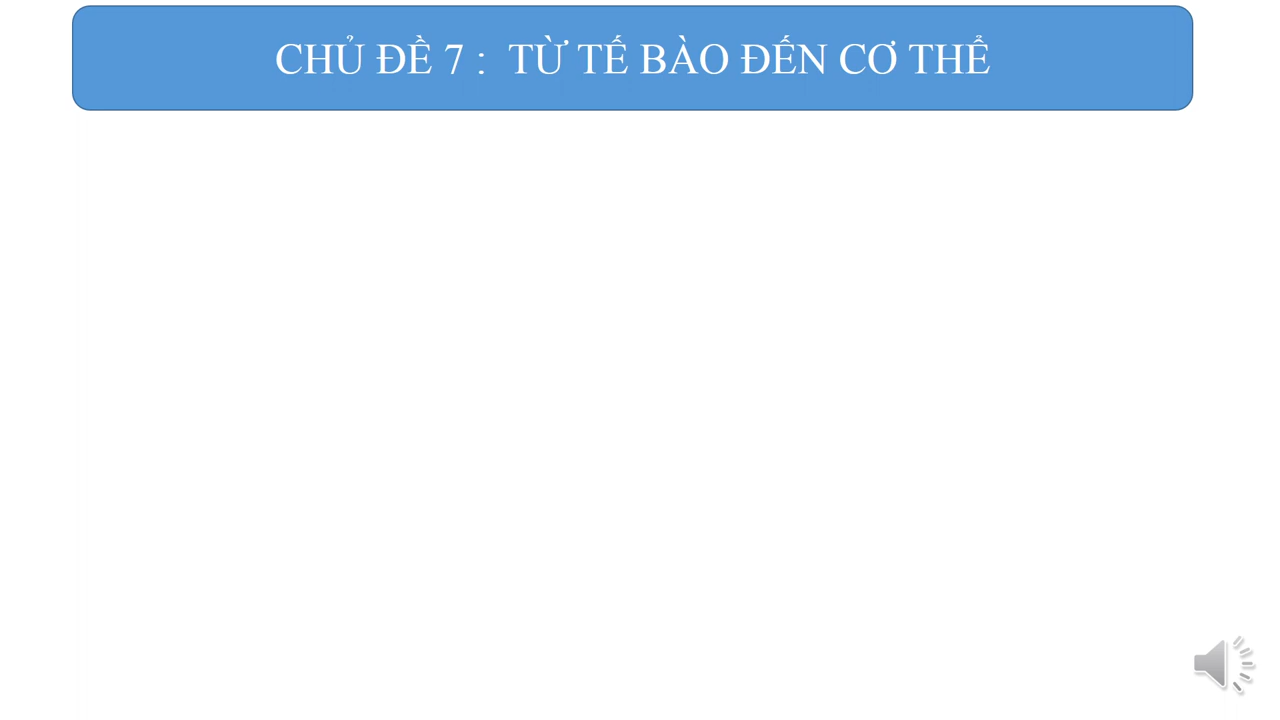 CHỦ ĐỀ 7 : TỪ TẾ BÀO ĐẾN CƠ THỂ